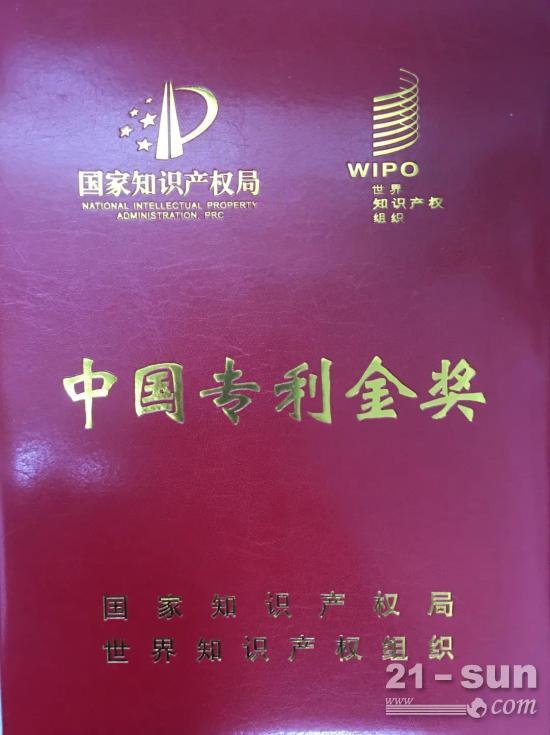 国家知识产权局
NATIONAL INTELLECTUAL PROPERTY
ADMINISTRATION, PRC
WIPO
世界
知识产权
组织
中国专利金奖
国家知识产权局
世界知识产权组织
21-sun
www.com